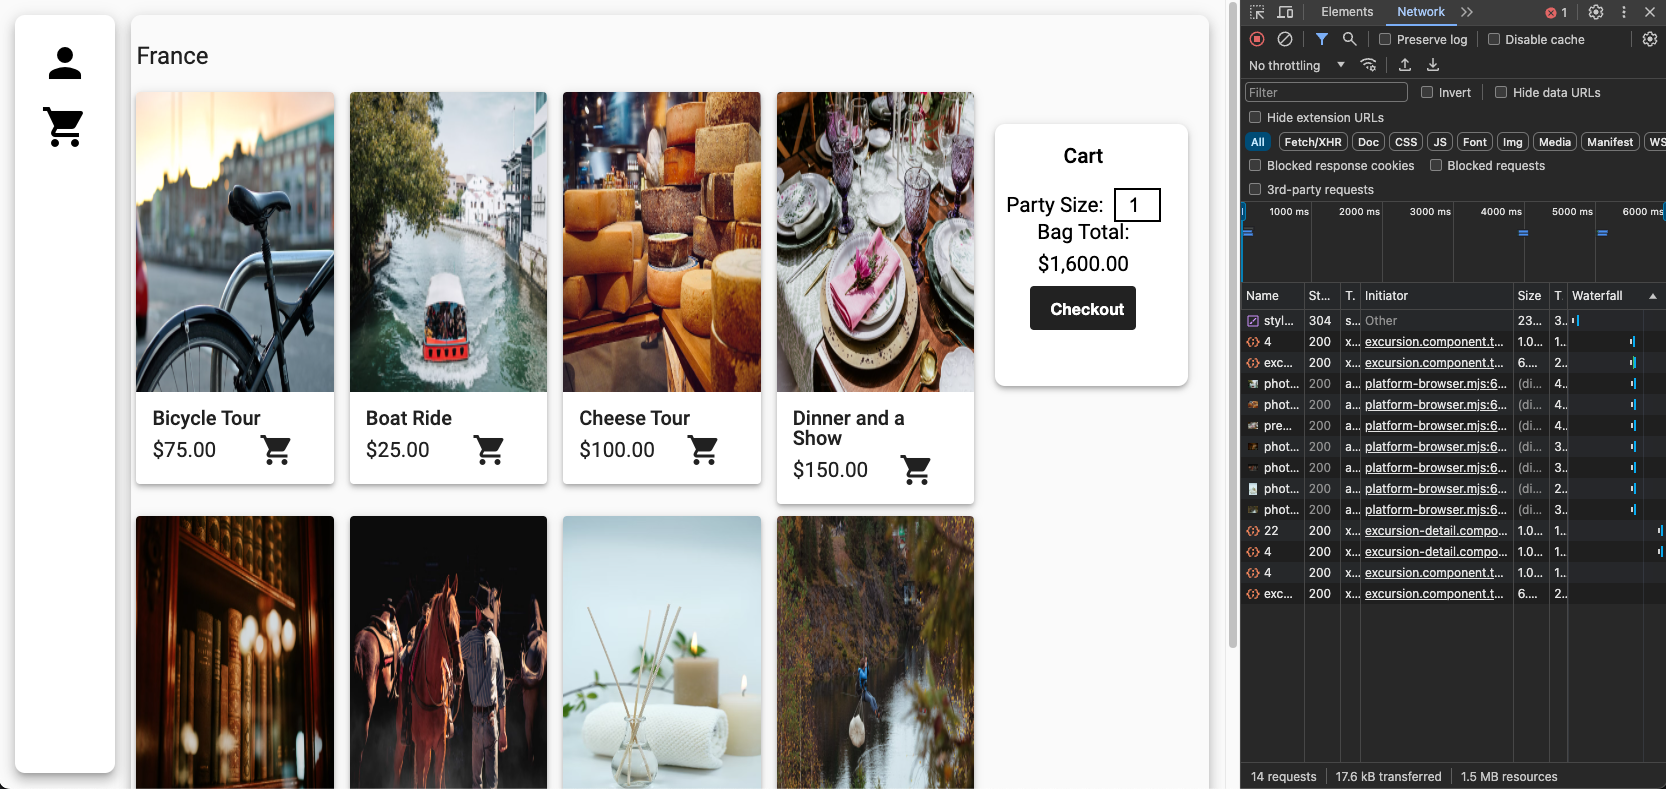 France
Bicycle Tour
$75.00
Boat Ride
$25.00
Cheese Tour
$100.00
Dinner and a
Show
$150.00
Cart
Party Size: 1
Bag Total:
$1,600.00
Checkout
Elements Network 1
Preserve log Disable cache
No throttling
Filter Invert Hide data URLs
Hide extension URLs
All Fetch/XHR Doc CSS JS Font Img Media Manifest WS
Blocked response cookies Blocked requests
3rd-party requests
1000 ms 2000 ms 3000 ms 4000 ms 5000 ms 6000 ms
Name St... T. Initiator Size T. Waterfall
styl... 304 s... Other 23... 3..
4 200 x... excursion.component.t... 1.0... 1..
exc... 200 x... excursion.component.t... 6.... 2..
phot... 200 a... platform-browser.mjs:6... (di... 4..
phot... 200 a... platform-browser.mjs:6... (di... 4..
pre... 200 a... platform-browser.mjs:6... (di... 4..
phot... 200 a... platform-browser.mjs:6... (di... 3..
phot... 200 a... platform-browser.mjs:6... (di... 3..
phot... 200 a... platform-browser.mjs:6... (di... 2..
phot... 200 a... platform-browser.mjs:6... (di... 3..
22 200 x... excursion-detail.compo... 1.0... 1..
4 200 x... excursion-detail.compo... 1.0... 1..
4 200 x... excursion.component.t... 1.0... 1..
exc... 200 x... excursion.component.t... 6.... 2..
14 requests 17.6 kB transferred 1.5 MB resources